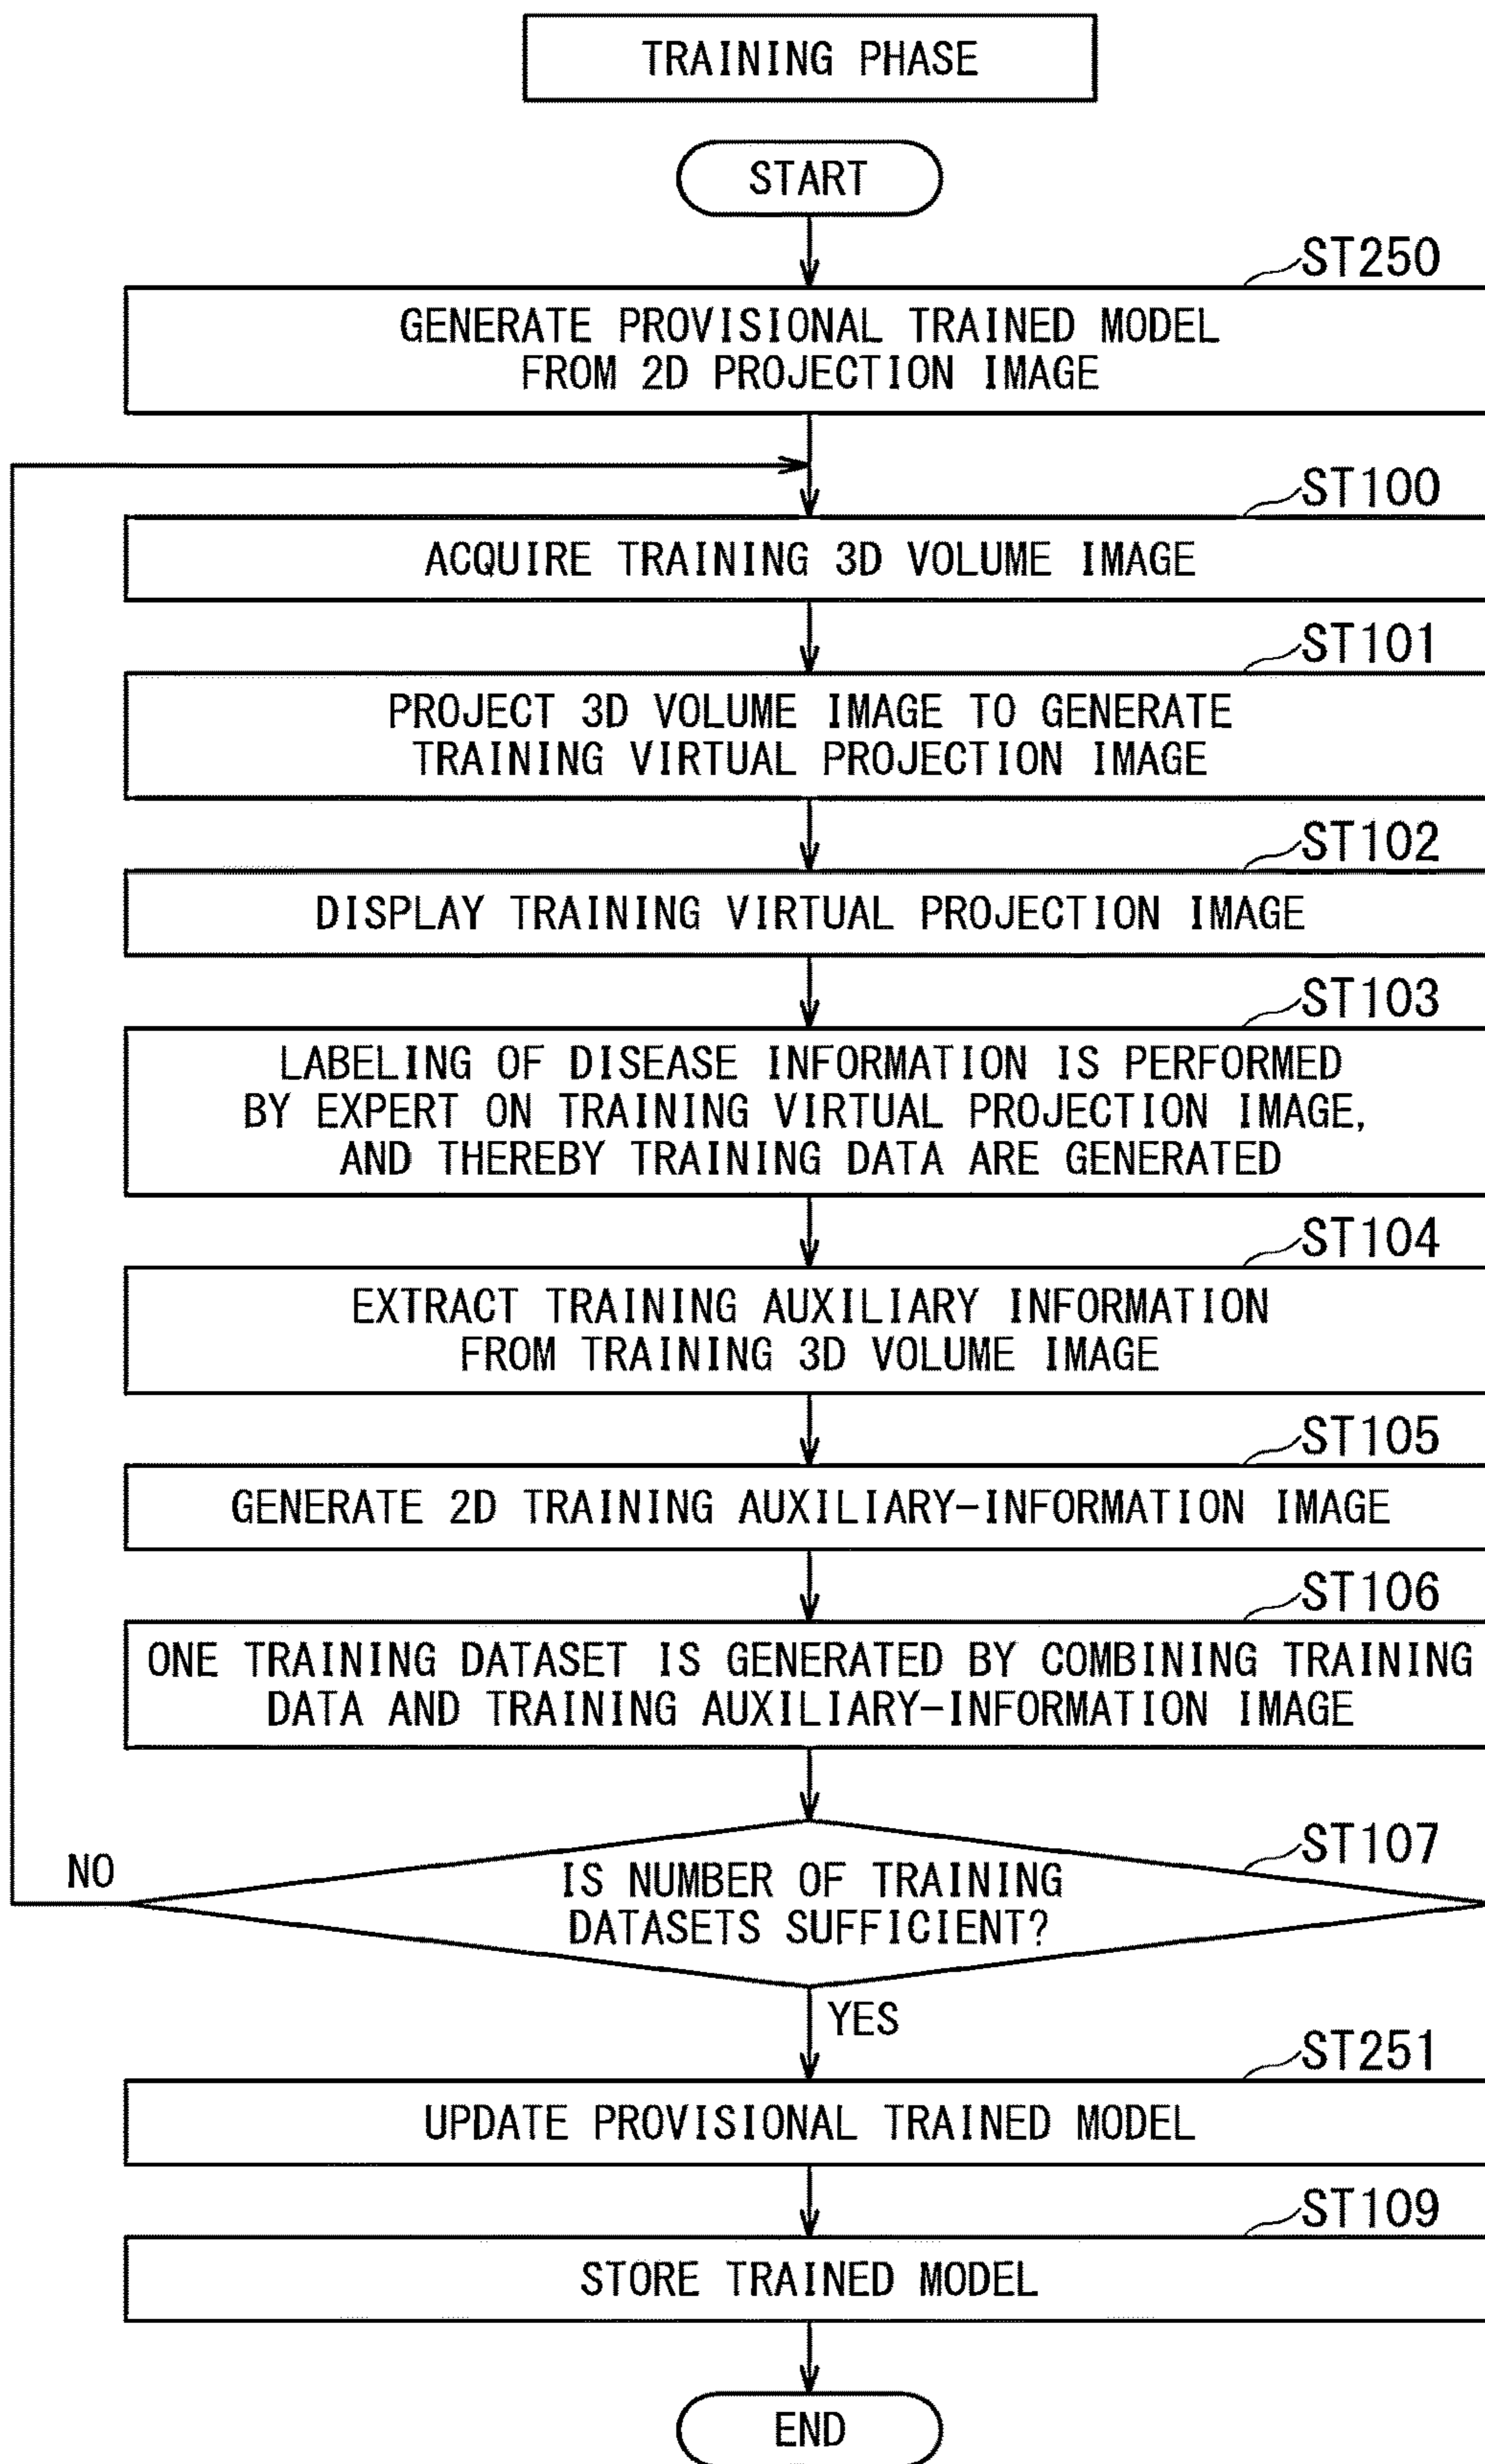 TRAINING PHASE
START
ST250
GENERATE PROVISIONAL TRAINED MODEL
FROM 2D PROJECTION IMAGE
ST100
ACQUIRE TRAINING 3D VOLUME IMAGE
ST101
PROJECT 3D VOLUME IMAGE TO GENERATE
TRAINING VIRTUAL PROJECTION IMAGE
ST102
DISPLAY TRAINING VIRTUAL PROJECTION IMAGE
ST103
LABELING OF DISEASE INFORMATION IS PERFORMED
BY EXPERT ON TRAINING VIRTUAL PROJECTION IMAGE,
AND THEREBY TRAINING DATA ARE GENERATED
ST104
EXTRACT TRAINING AUXILIARY INFORMATION
FROM TRAINING 3D VOLUME IMAGE
ST105
GENERATE 2D TRAINING AUXILIARY-INFORMATION IMAGE
ST106
ONE TRAINING DATASET IS GENERATED BY COMBINING TRAINING
DATA AND TRAINING AUXILIARY-INFORMATION IMAGE
ST107
NO
IS NUMBER OF TRAINING
DATASETS SUFFICIENT?
YES
ST251
UPDATE PROVISIONAL TRAINED MODEL
ST109
STORE TRAINED MODEL
END